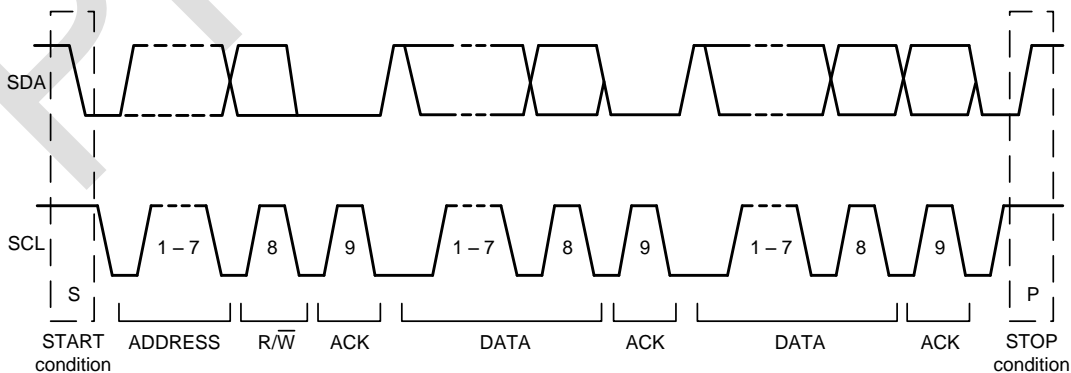 SDA
SCL
1 – 7
8
9
1 – 7
8
9
1 – 7
8
9
S
P
START
condition
ADDRESS
R/W̅
ACK
DATA
ACK
DATA
ACK
STOP
condition